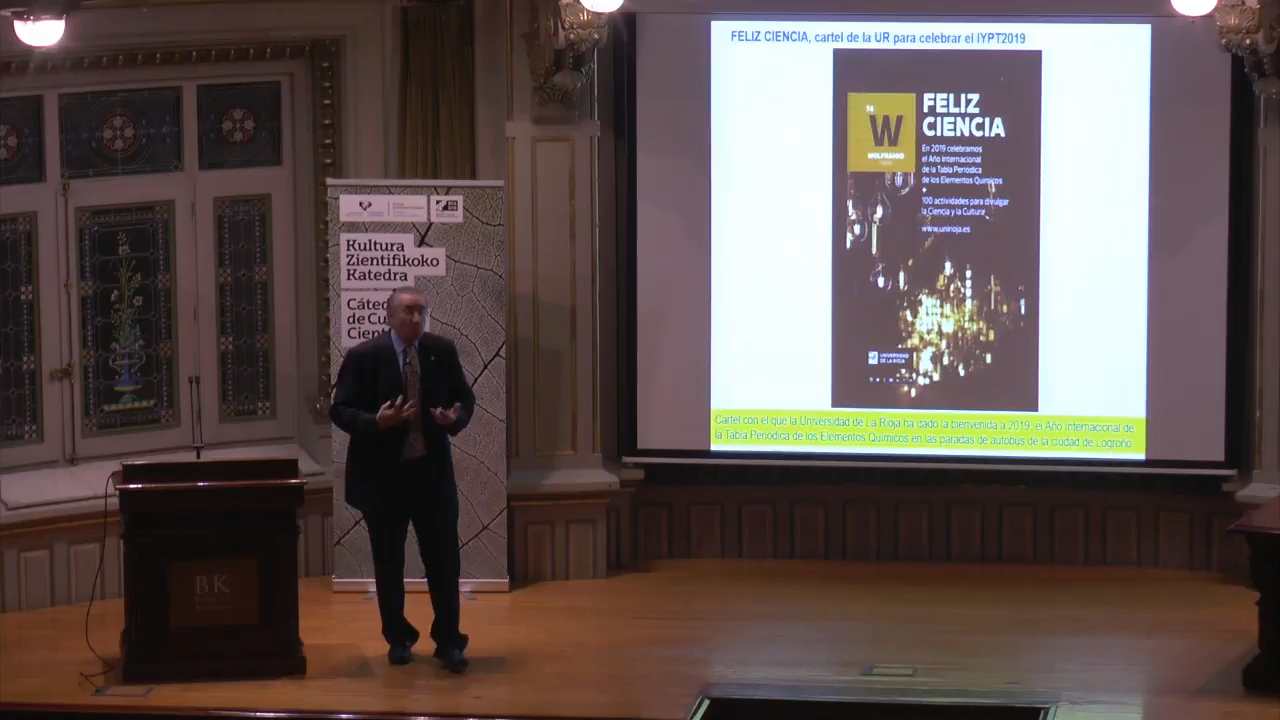 FELIZ CIENCIA, cartel de la UR para celebrar el IYPT2019
74
W
WOLFRAMIO
FELIZ
CIENCIA
En 2019 celebramos
el Año Internacional
de la Tabla Periódica
de los Elementos Químicos
+
100 actividades para divulgar
la Ciencia y la Cultura
www.unirioja.es
UNIVERSIDAD
DE LA RIOJA
Cartel con el que la Universidad de La Rioja ha dado la bienvenida a 2019, el Año Internacional de
la Tabla Periódica de los Elementos Químicos en las paradas de autobús de la ciudad de Logroño
Kultura
Zientifikoko
Katedra
Cáted
de Cu
Cient
BK